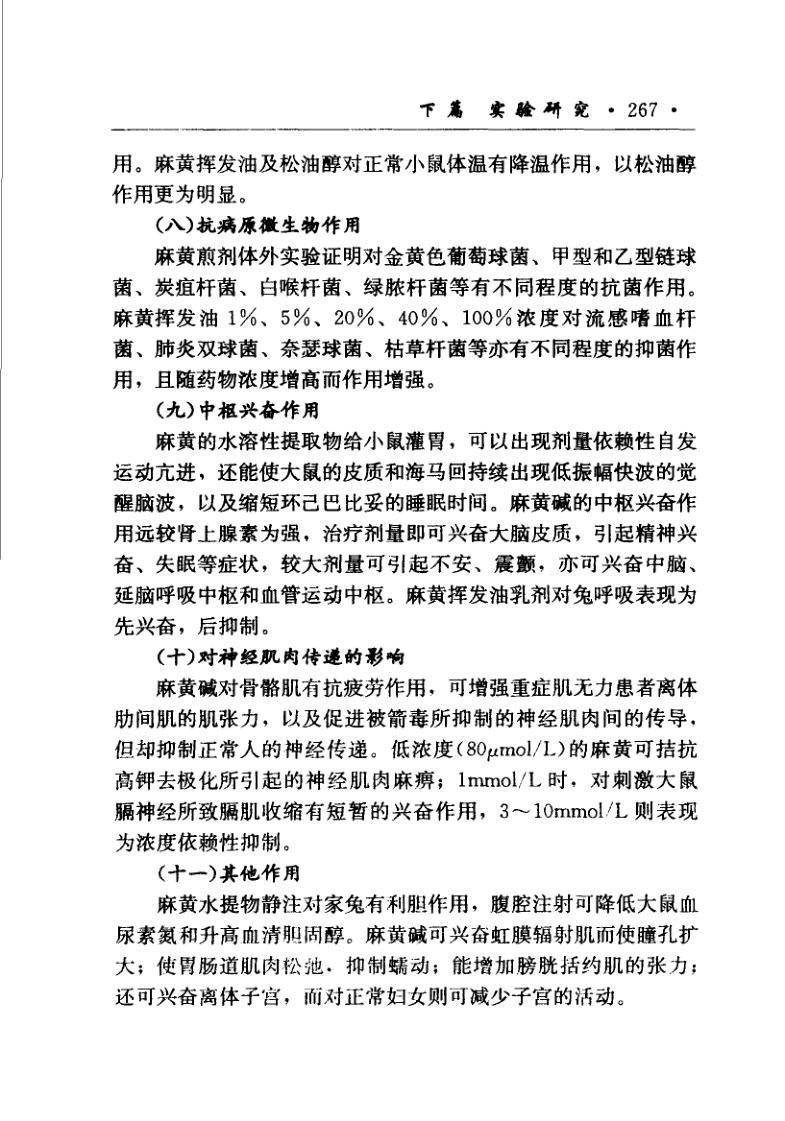 下篇 实验研究 · 267 ·
用。麻黄挥发油及松油醇对正常小鼠体温有降温作用，以松油醇
作用更为明显。
(八)抗病原微生物作用
麻黄煎剂体外实验证明对金黄色葡萄球菌、甲型和乙型链球
菌、炭疽杆菌、白喉杆菌、绿脓杆菌等有不同程度的抗菌作用。
麻黄挥发油 1%、5%、20%、40%、100%浓度对流感嗜血杆
菌、肺炎双球菌、奈瑟球菌、枯草杆菌等亦有不同程度的抑菌作
用，且随药物浓度增高而作用增强。
(九)中枢兴奋作用
麻黄的水溶性提取物给小鼠灌胃，可以出现剂量依赖性自发
运动亢进，还能使大鼠的皮质和海马回持续出现低振幅快波的觉
醒脑波，以及缩短环己巴比妥的睡眠时间。麻黄碱的中枢兴奋作
用远较肾上腺素为强，治疗剂量即可兴奋大脑皮质，引起精神兴
奋、失眠等症状，较大剂量可引起不安、震颤，亦可兴奋中脑、
延脑呼吸中枢和血管运动中枢。麻黄挥发油乳剂对兔呼吸表现为
先兴奋，后抑制。
(十)对神经肌肉传递的影响
麻黄碱对骨骼肌有抗疲劳作用，可增强重症肌无力患者离体
肋间肌的肌张力，以及促进被箭毒所抑制的神经肌肉间的传导，
但却抑制正常人的神经传递。低浓度(80μmol/L)的麻黄可拮抗
高钾去极化所引起的神经肌肉麻痹；1mmol/L 时，对刺激大鼠
膈神经所致膈肌收缩有短暂的兴奋作用，3～10mmol/L 则表现
为浓度依赖性抑制。
(十一)其他作用
麻黄水提物静注对家兔有利胆作用，腹腔注射可降低大鼠血
尿素氮和升高血清胆固醇。麻黄碱可兴奋虹膜辐射肌而使瞳孔扩
大；使胃肠道肌肉松弛．抑制蠕动；能增加膀胱括约肌的张力；
还可兴奋离体子宫，而对正常妇女则可减少子宫的活动。